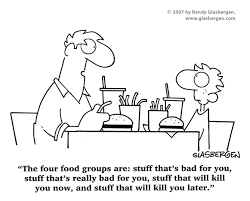 © 2007 by Randy Glasbergen.
www.glasbergen.com
GLASBERGEN
"The four food groups are: stuff that's bad for you,
stuff that's really bad for you, stuff that will kill
you now, and stuff that will kill you later."